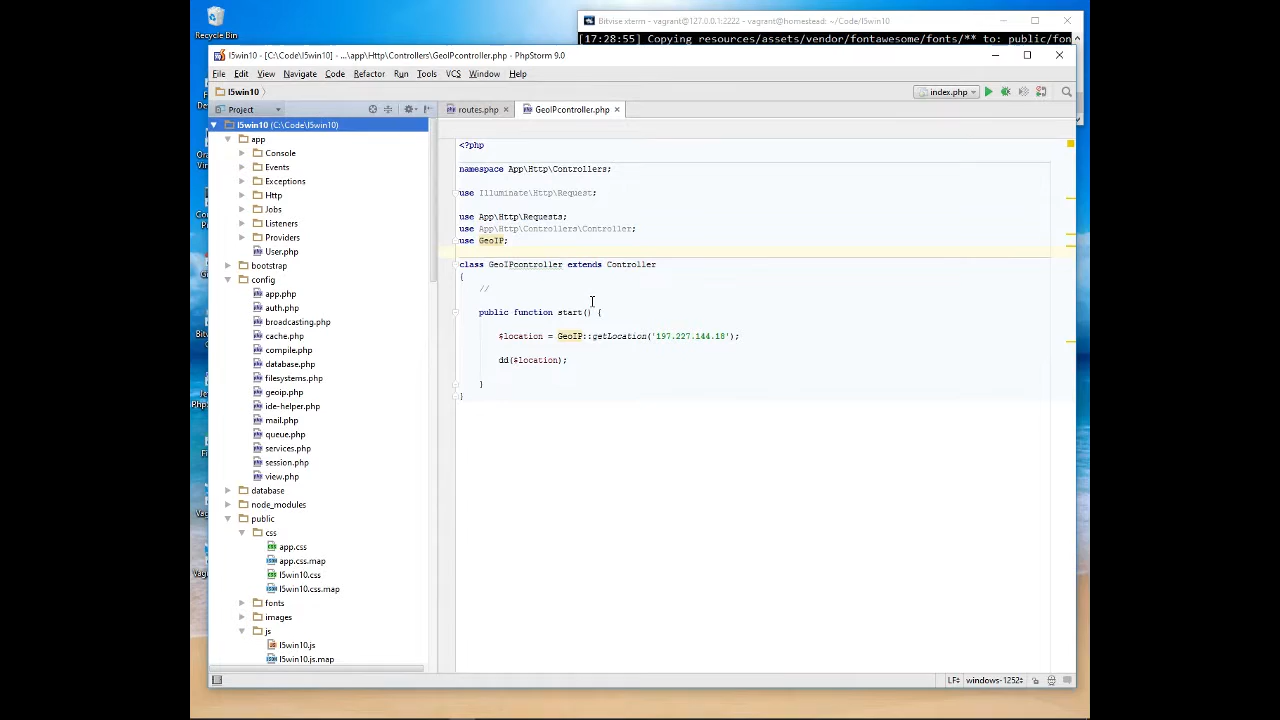 Recycle Bin
Bitvise xterm - vagrant@127.0.0.1:2222 - vagrant@homestead: ~/Code/l5win10
[17:28:55] Copying resources/assets/vendor/fontawesome/fonts/** to: public/fon
l5win10 - [C:\Code\l5win10] - ...\app\Http\Controllers\GeoIPcontroller.php - PhpStorm 9.0
File Edit View Navigate Code Refactor Run Tools VCS Window Help
l5win10
index.php
Project
routes.php
GeoIPcontroller.php
l5win10 (C:\Code\l5win10)
app
Console
Events
Exceptions
Http
Jobs
Listeners
Providers
User.php
bootstrap
config
app.php
auth.php
broadcasting.php
cache.php
compile.php
database.php
filesystems.php
geoip.php
ide-helper.php
mail.php
queue.php
services.php
session.php
view.php
database
node_modules
public
css
app.css
app.css.map
l5win10.css
l5win10.css.map
fonts
images
js
l5win10.js
l5win10.js.map
<?php
namespace App\Http\Controllers;
use Illuminate\Http\Request;
use App\Http\Requests;
use App\Http\Controllers\Controller;
use GeoIP;
class GeoIPcontroller extends Controller
{
//
public function start() {
$location = GeoIP::getLocation('197.227.144.18');
dd($location);
}
}
LF
windows-1252